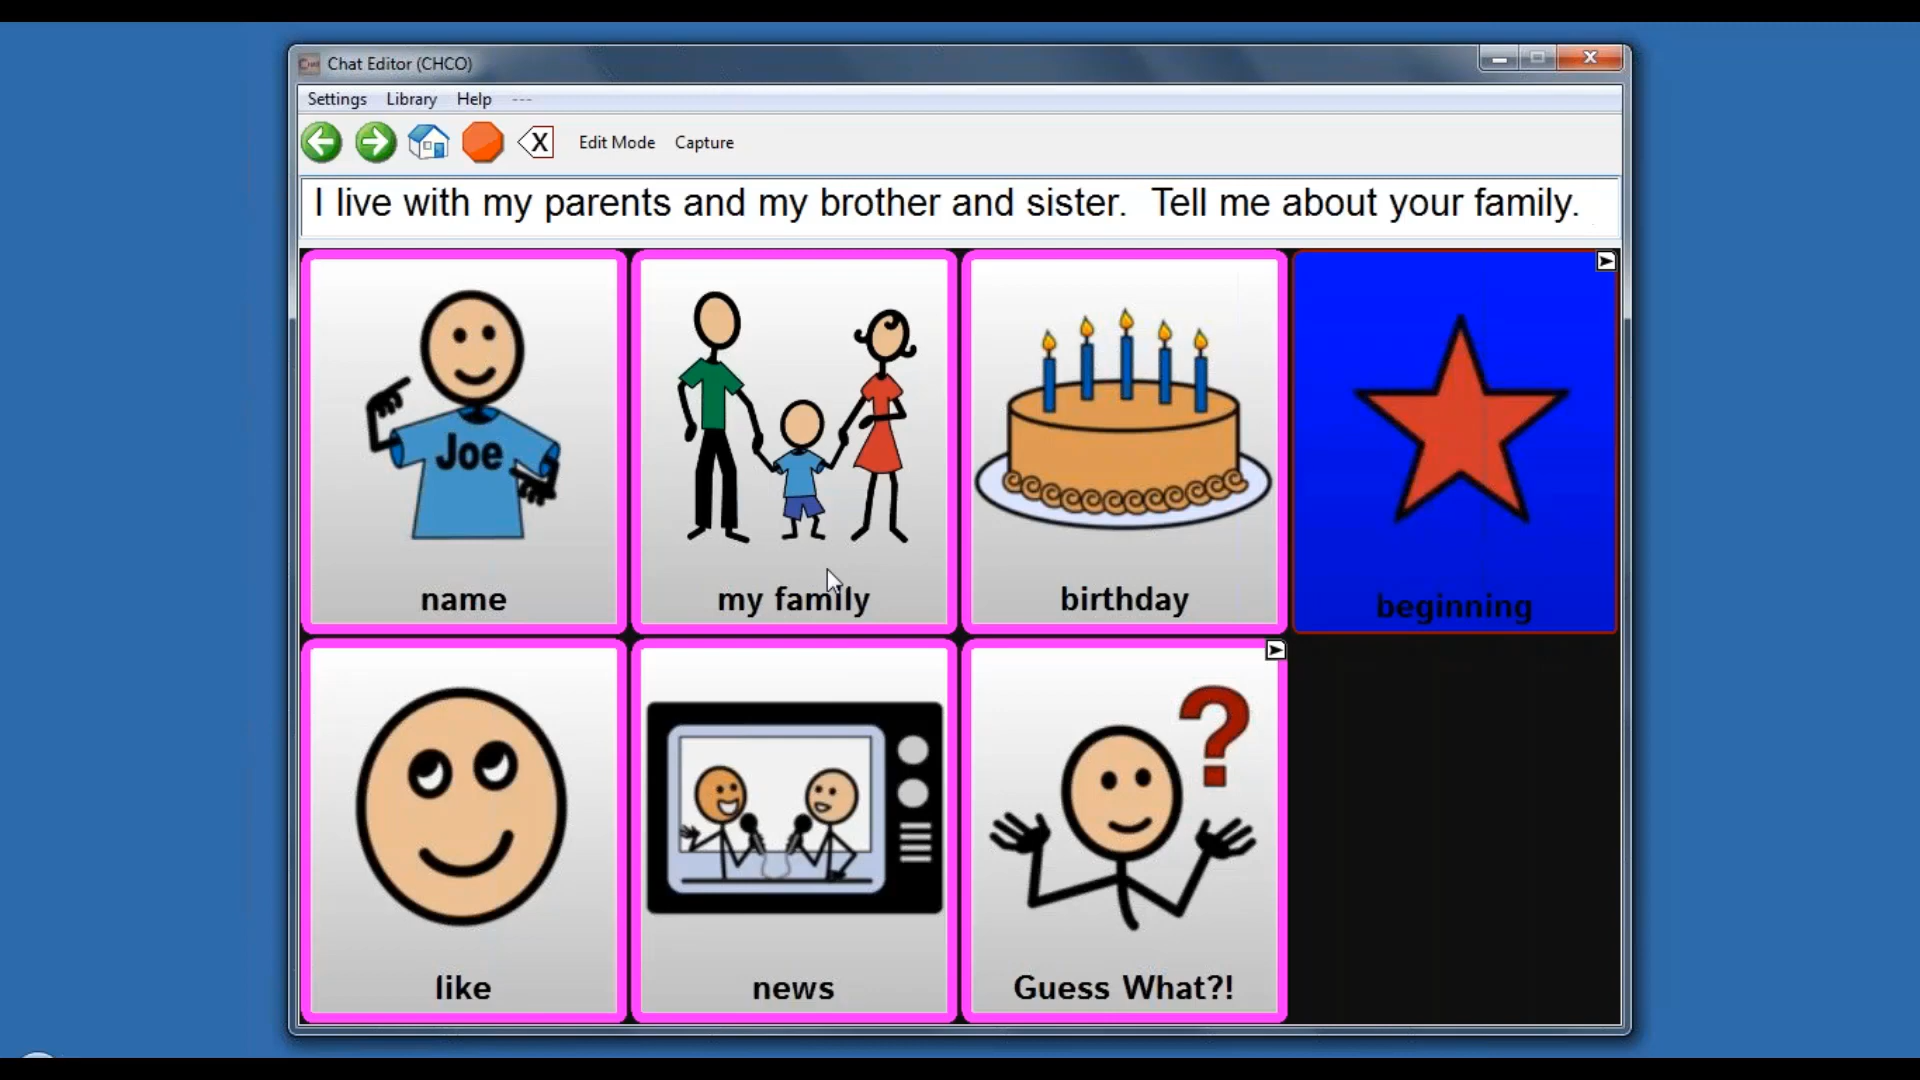 Chat Editor (CHCO)
Settings Library Help ---
X Edit Mode Capture
I live with my parents and my brother and sister. Tell me about your family.
Joe
name my family birthday beginning
?
like news Guess What?!